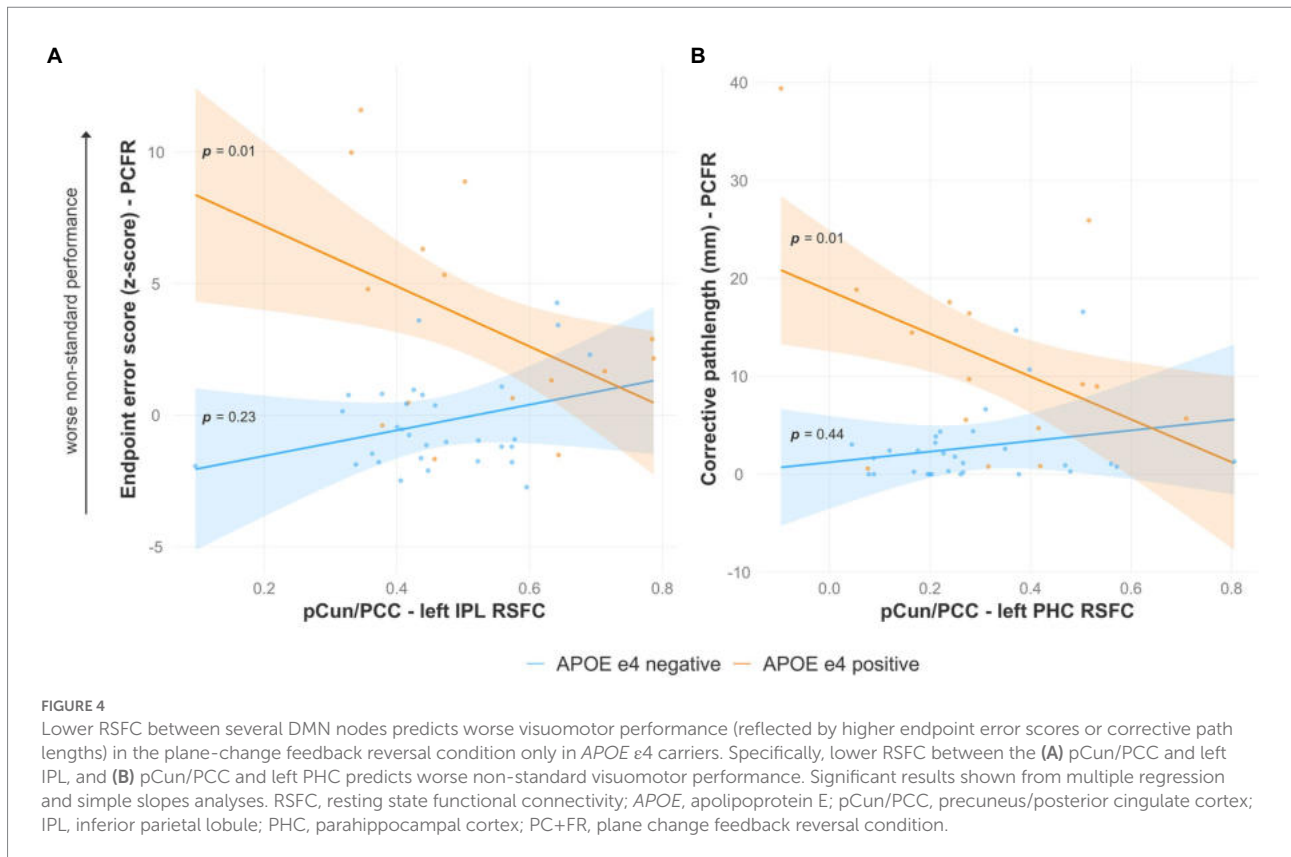 A
B
worse non-standard performance
Endpoint error score (z-score) - PCFR
10
5
0
-5
p = 0.01
p = 0.23
0.2 0.4 0.6 0.8
pCun/PCC - left IPL RSFC
Corrective pathlength (mm) - PCFR
40
30
20
10
0
-10
p = 0.01
p = 0.44
0.0 0.2 0.4 0.6 0.8
pCun/PCC - left PHC RSFC
APOE e4 negative APOE e4 positive
FIGURE 4
Lower RSFC between several DMN nodes predicts worse visuomotor performance (reflected by higher endpoint error scores or corrective path
lengths) in the plane-change feedback reversal condition only in APOE ε4 carriers. Specifically, lower RSFC between the (A) pCun/PCC and left
IPL, and (B) pCun/PCC and left PHC predicts worse non-standard visuomotor performance. Significant results shown from multiple regression
and simple slopes analyses. RSFC, resting state functional connectivity; APOE, apolipoprotein E; pCun/PCC, precuneus/posterior cingulate cortex;
IPL, inferior parietal lobule; PHC, parahippocampal cortex; PC+FR, plane change feedback reversal condition.